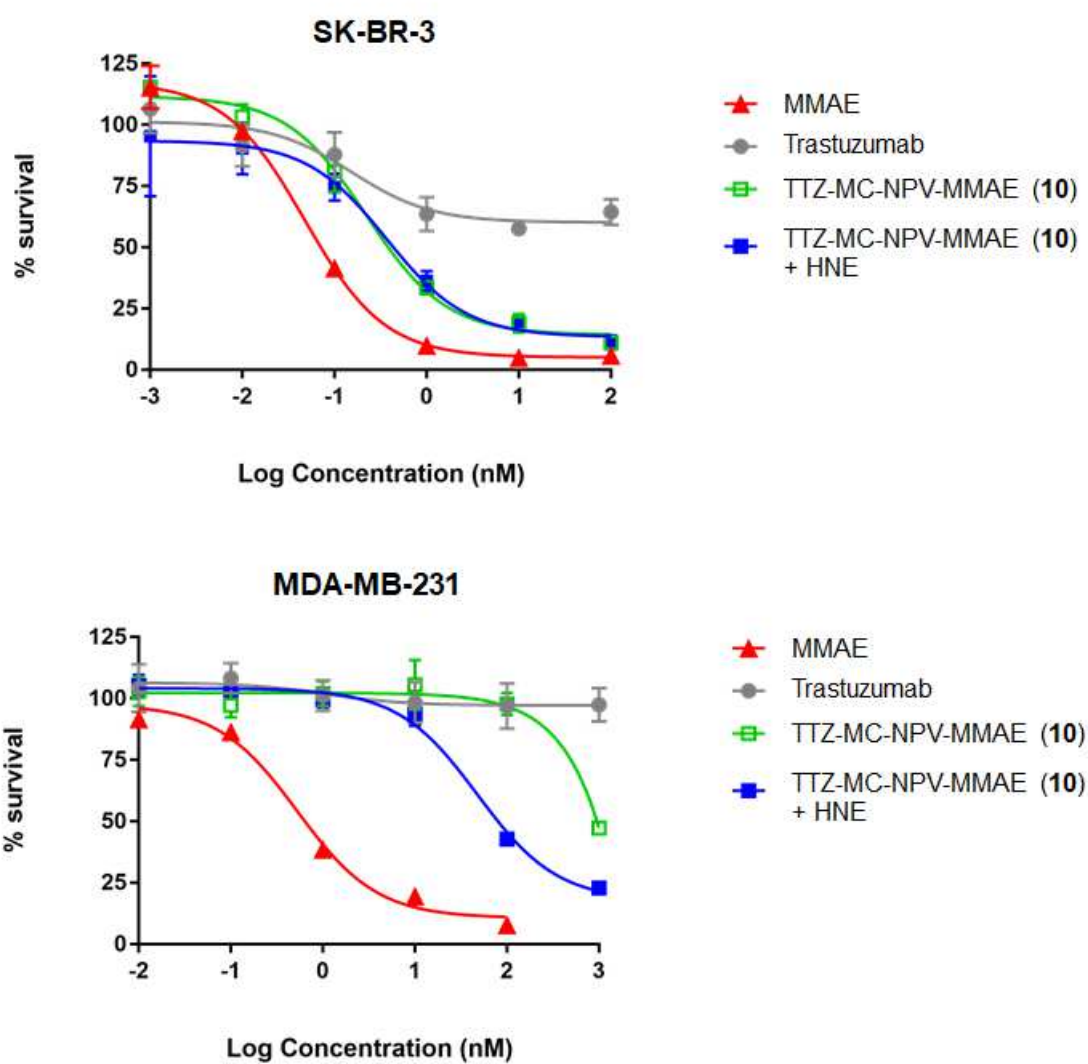 SK-BR-3
% survival
125
100
75
50
25
0
-3 -2 -1 0 1 2
Log Concentration (nM)
MMAE
Trastuzumab
TTZ-MC-NPV-MMAE (10)
TTZ-MC-NPV-MMAE (10)
+ HNE
MDA-MB-231
% survival
125
100
75
50
25
0
-2 -1 0 1 2 3
Log Concentration (nM)
MMAE
Trastuzumab
TTZ-MC-NPV-MMAE (10)
TTZ-MC-NPV-MMAE (10)
+ HNE